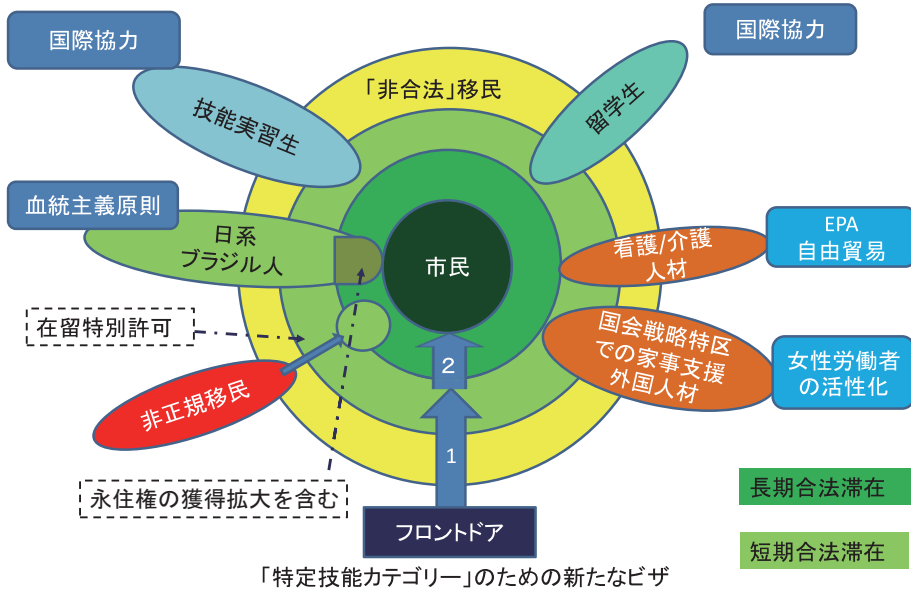 国際協力
国際協力
「非合法」移民
技能実習生
留学生
血統主義原則
日系
ブラジル人
市民
看護/介護
人材
EPA
自由貿易
在留特別許可
国会戦略特区
での家事支援
外国人材
女性労働者
の活性化
2
非正規移民
1
永住権の獲得拡大を含む
長期合法滞在
フロントドア
短期合法滞在
「特定技能カテゴリー」のための新たなビザ